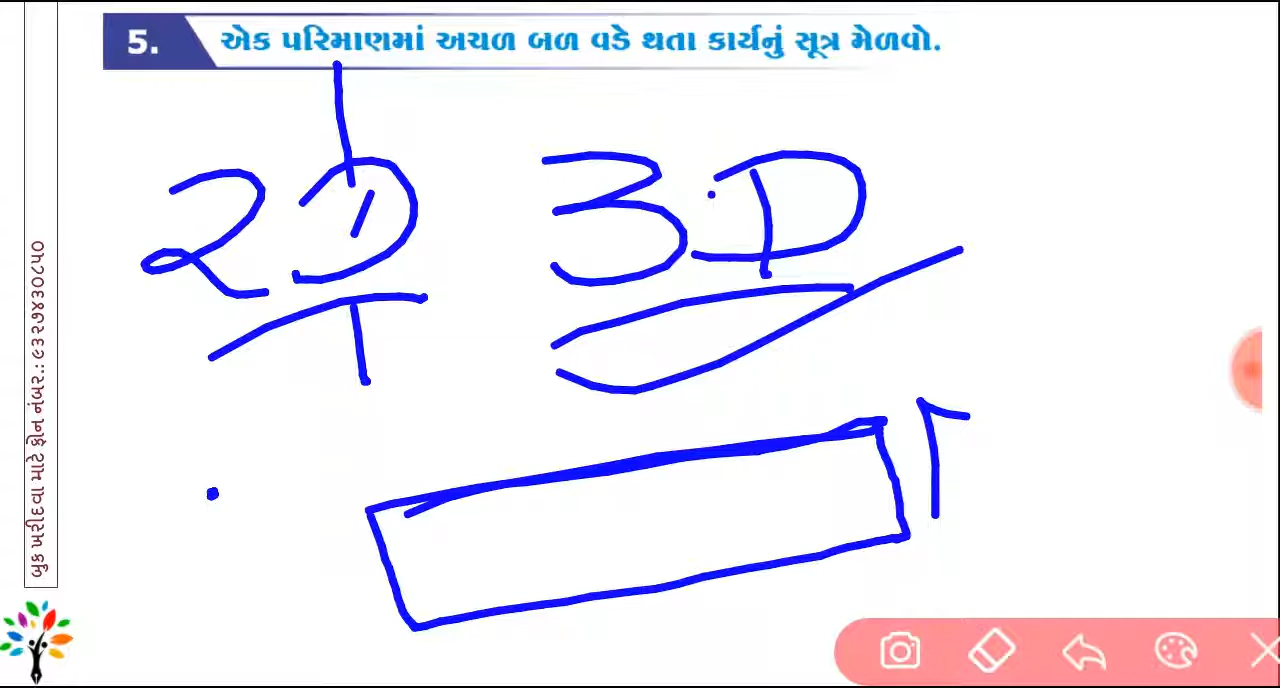 5. એક પરિમાણમાં અચળ બળ વડે થતા કાર્યનું સૂત્ર મેળવો.
2D 3D
બુક ખરીદવા માટે ફોન નંબર.: ૯૩૨૭૪૩૦૮૫૦